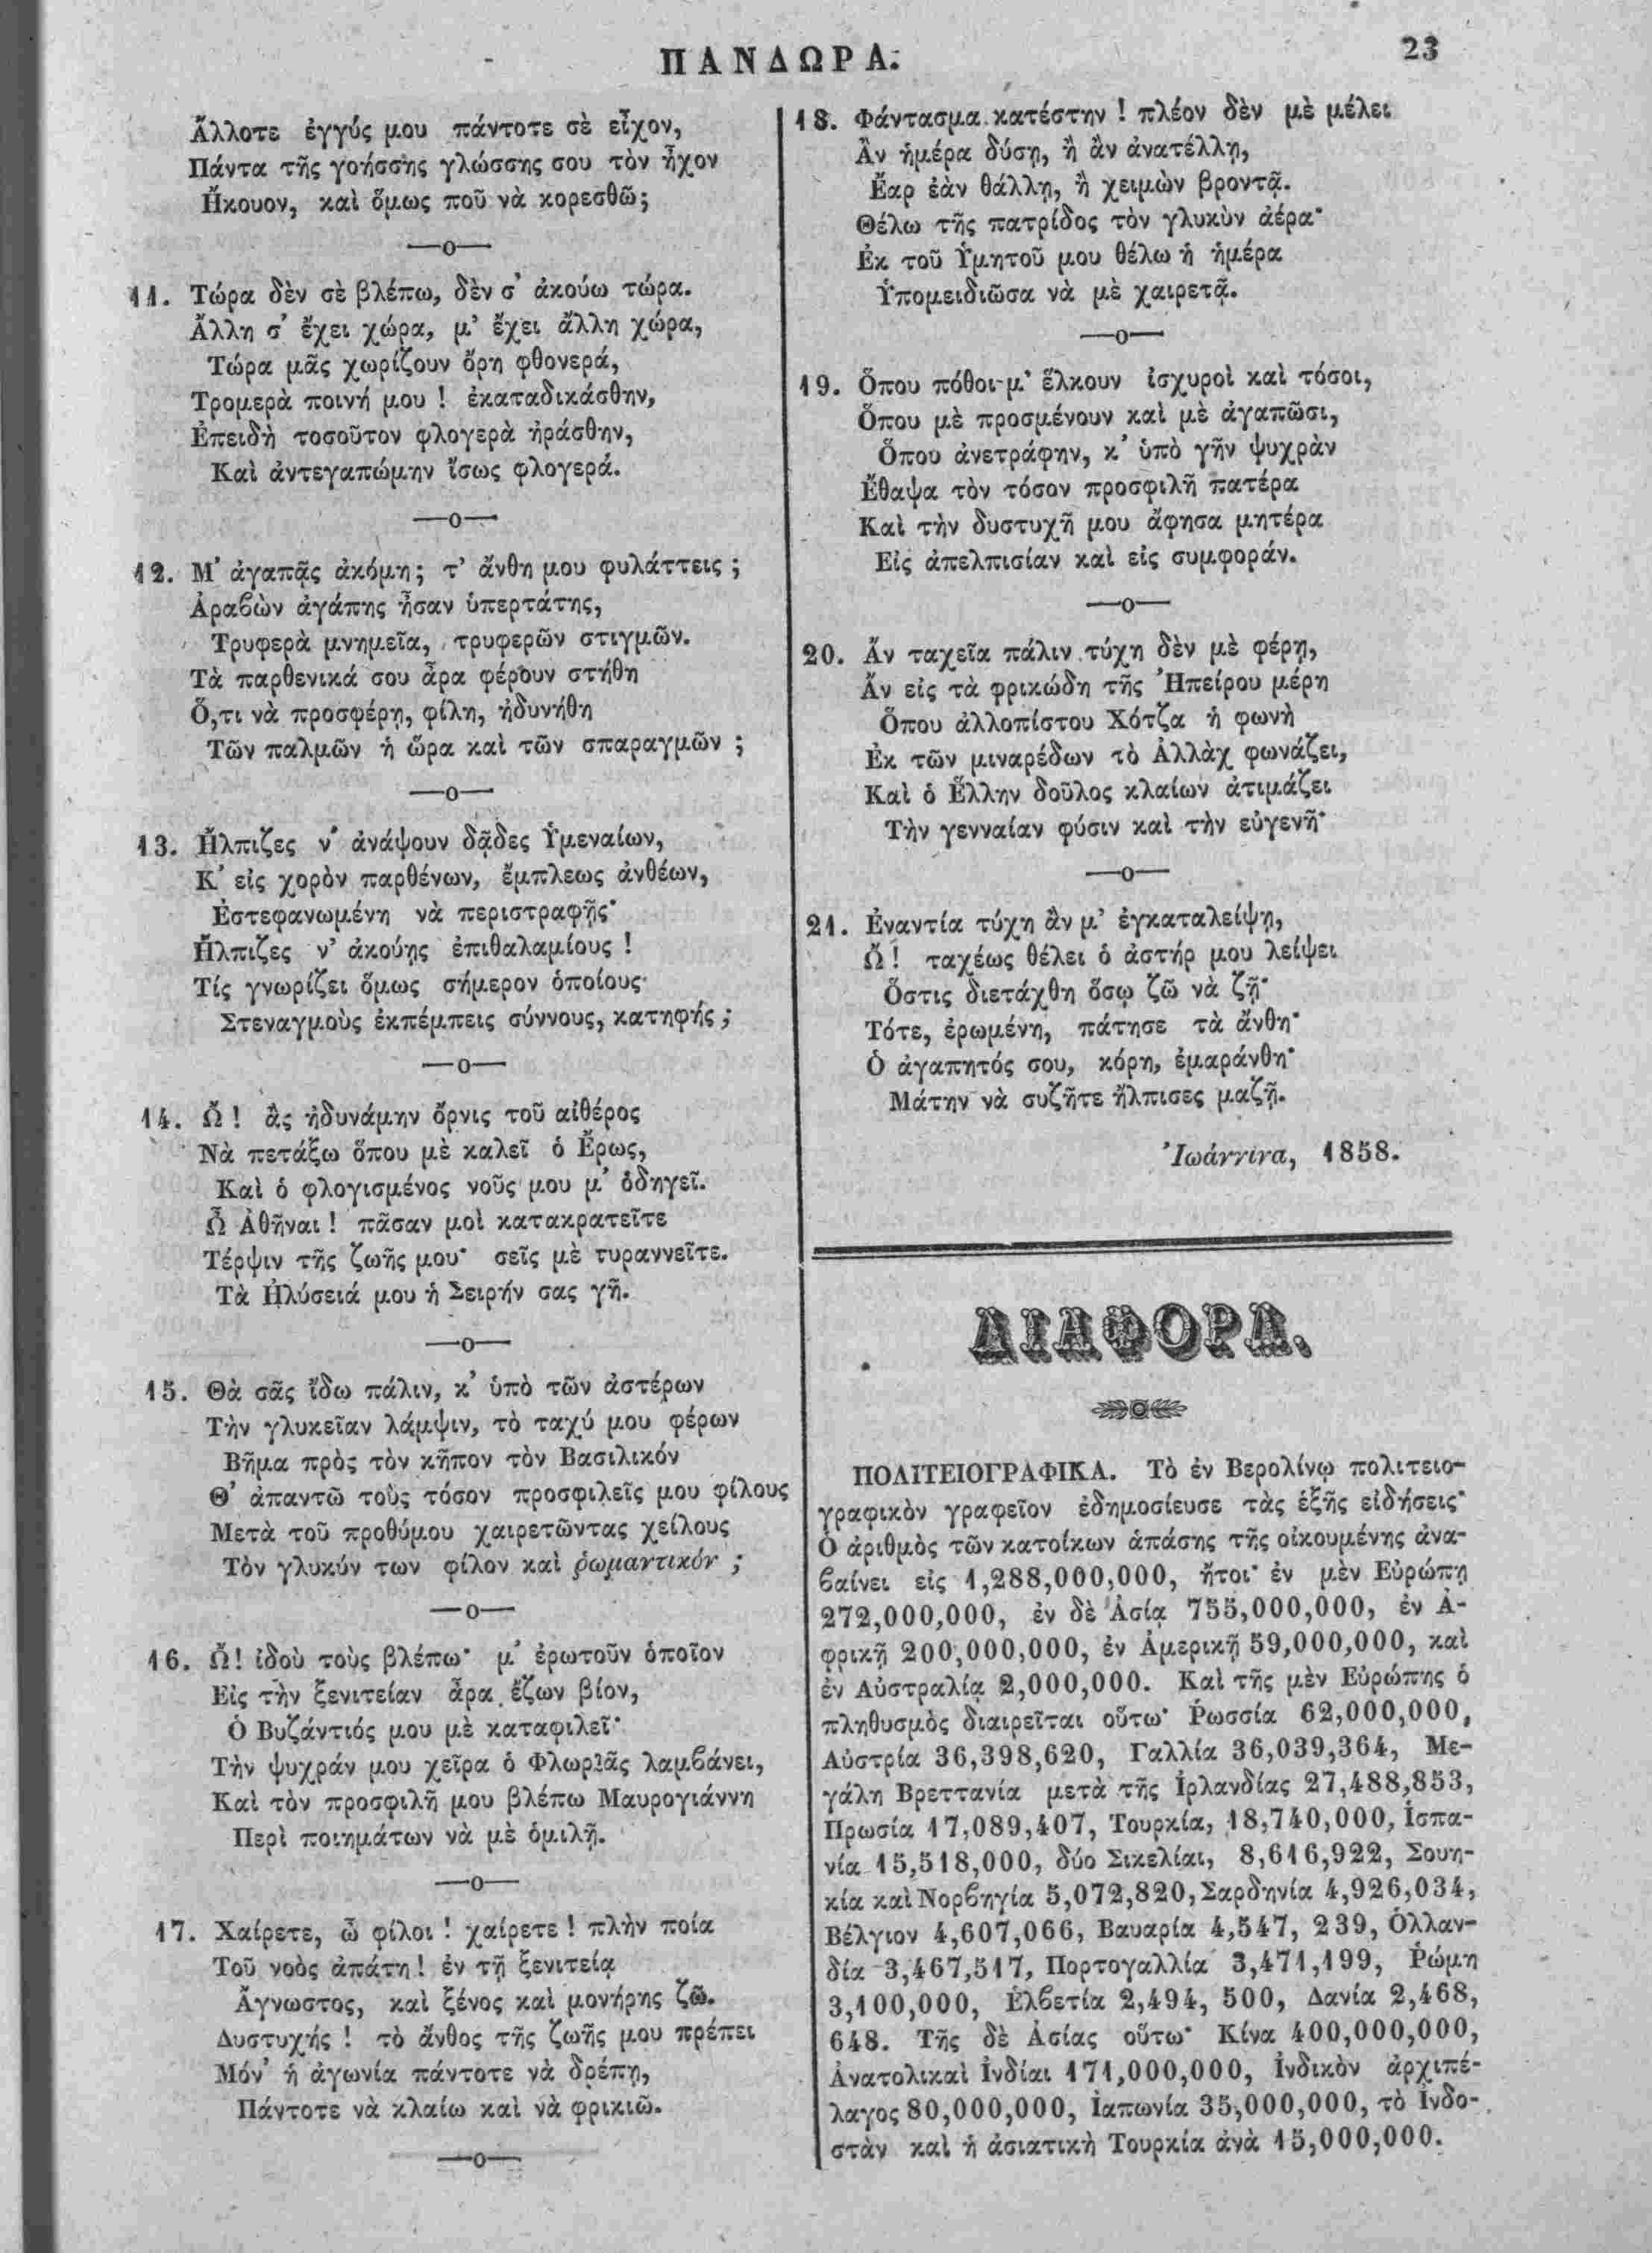 ΠΑΝΔΩΡΑ.
23
Ἄλλοτε ἐγγύς μου πάντοτε σὲ εἶχον,
Πάντα τῆς γοήσσης γλώσσης σου τὸν ἦχον
Ἤκουον, καὶ ὅμως ποῦ νὰ κορεσθῶ;
—ο—
11. Τώρα δὲν σὲ βλέπω, δὲν σ' ἀκούω τώρα.
Ἄλλη σ' ἔχει χώρα, μ' ἔχει ἄλλη χώρα,
Τώρα μᾶς χωρίζουν ὄρη φθονερά,
Τρομερὰ ποινή μου ! ἐκαταδικάσθην,
Ἐπειδὴ τοσοῦτον φλογερὰ ἠράσθην,
Καὶ ἀντεγαπώμην ἴσως φλογερά.
—ο—
12. Μ' ἀγαπᾷς ἀκόμη; τ' ἄνθη μου φυλάττεις ;
Ἀραβὼν ἀγάπης ἦσαν ὑπερτάτης,
Τρυφερὰ μνημεῖα, τρυφερῶν στιγμῶν.
Τὰ παρθενικά σου ἆρα φέρουν στήθη
Ὅ,τι νὰ προσφέρῃ, φίλη, ἠδυνήθη
Τῶν παλμῶν ἡ ὥρα καὶ τῶν σπαραγμῶν ;
—ο—
13. Ἤλπιζες ν' ἀνάψουν δᾷδες Ὑμεναίων,
Κ' εἰς χορὸν παρθένων, ἔμπλεως ἀνθέων,
Ἐστεφανωμένη νὰ περιστραφῇς·
Ἤλπιζες ν' ἀκούῃς ἐπιθαλαμίους !
Τίς γνωρίζει ὅμως σήμερον ὁποίους
Στεναγμοὺς ἐκπέμπεις σύννους, κατηφής ;
—ο—
14. Ὤ ! ἂς ἠδυνάμην ὄρνις τοῦ αἰθέρος
Νὰ πετάξω ὅπου μὲ καλεῖ ὁ Ἔρως,
Καὶ ὁ φλογισμένος νοῦς μου μ' ὁδηγεῖ.
Ὦ Ἀθῆναι ! πᾶσαν μοὶ κατακρατεῖτε
Τέρψιν τῆς ζωῆς μου· σεῖς μὲ τυραννεῖτε.
Τὰ Ἠλύσειά μου ἡ Σειρήν σας γῆ.
—ο—
15. Θὰ σᾶς ἴδω πάλιν, κ' ὑπὸ τῶν ἀστέρων
Τὴν γλυκεῖαν λάμψιν, τὸ ταχύ μου φέρων
Βῆμα πρὸς τὸν κῆπον τὸν Βασιλικόν
Θ' ἀπαντῶ τοὺς τόσον προσφιλεῖς μου φίλους
Μετὰ τοῦ προθύμου χαιρετῶντας χείλους
Τὸν γλυκύν των φίλον καὶ ῥωμαντικόν ;
—ο—
16. Ὤ! ἰδοὺ τοὺς βλέπω· μ' ἐρωτοῦν ὁποῖον
Εἰς τὴν ξενιτείαν ἆρα ἔζων βίον,
Ὁ Βυζάντιός μου μὲ καταφιλεῖ·
Τὴν ψυχράν μου χεῖρα ὁ Φλωριᾶς λαμβάνει,
Καὶ τὸν προσφιλῆ μου βλέπω Μαυρογιάννη
Περὶ ποιημάτων νὰ μὲ ὁμιλῇ.
—ο—
17. Χαίρετε, ὦ φίλοι ! χαίρετε ! πλὴν ποία
Τοῦ νοὸς ἀπάτη ! ἐν τῇ ξενιτείᾳ
Ἄγνωστος, καὶ ξένος καὶ μονήρης ζῶ.
Δυστυχής ! τὸ ἄνθος τῆς ζωῆς μου πρέπει
Μόν' ἡ ἀγωνία πάντοτε νὰ δρέπῃ,
Πάντοτε νὰ κλαίω καὶ νὰ φρικιῶ.
—ο—
18. Φάντασμα κατέστην ! πλέον δὲν μὲ μέλει
Ἂν ἡμέρα δύσῃ, ἢ ἂν ἀνατέλλῃ,
Ἔαρ ἐὰν θάλλῃ, ἢ χειμὼν βροντᾷ.
Θέλω τῆς πατρίδος τὸν γλυκὺν ἀέρα·
Ἐκ τοῦ Ὑμητοῦ μου θέλω ἡ ἡμέρα
Ὑπομειδιῶσα νὰ μὲ χαιρετᾷ.
—ο—
19. Ὅπου πόθοι μ' ἕλκουν ἰσχυροὶ καὶ τόσοι,
Ὅπου μὲ προσμένουν καὶ μὲ ἀγαπῶσι,
Ὅπου ἀνετράφην, κ' ὑπὸ γῆν ψυχρὰν
Ἔθαψα τὸν τόσον προσφιλῆ πατέρα
Καὶ τὴν δυστυχῆ μου ἄφησα μητέρα
Εἰς ἀπελπισίαν καὶ εἰς συμφοράν.
—ο—
20. Ἂν ταχεῖα πάλιν τύχη δὲν μὲ φέρῃ,
Ἂν εἰς τὰ φρικώδη τῆς Ἠπείρου μέρη
Ὅπου ἀλλοπίστου Χότζα ἡ φωνὴ
Ἐκ τῶν μιναρέδων τὸ Ἀλλὰχ φωνάζει,
Καὶ ὁ Ἕλλην δοῦλος κλαίων ἀτιμάζει
Τὴν γενναίαν φύσιν καὶ τὴν εὐγενῆ·
—ο—
21. Ἐναντία τύχη ἂν μ' ἐγκαταλείψῃ,
Ὤ ! ταχέως θέλει ὁ ἀστήρ μου λείψει
Ὅστις διετάχθη ὅσῳ ζῶ νὰ ζῇ·
Τότε, ἐρωμένη, πάτησε τὰ ἄνθη·
Ὁ ἀγαπητός σου, κόρη, ἐμαράνθη·
Μάτην νὰ συζῆτε ἤλπισες μαζῇ.
Ἰωάννινα, 1858.
ΔΙΑΦΟΡΑ.
ΠΟΛΙΤΕΙΟΓΡΑΦΙΚΑ. Τὸ ἐν Βερολίνῳ πολιτειο-
γραφικὸν γραφεῖον ἐδημοσίευσε τὰς ἑξῆς εἰδήσεις·
Ὁ ἀριθμὸς τῶν κατοίκων ἁπάσης τῆς οἰκουμένης ἀνα-
βαίνει εἰς 1,288,000,000, ἤτοι ἐν μὲν Εὐρώπῃ
272,000,000, ἐν δὲ Ἀσίᾳ 755,000,000, ἐν Ἀ-
φρικῇ 200,000,000, ἐν Ἀμερικῇ 59,000,000, καὶ
ἐν Αὐστραλίᾳ 2,000,000. Καὶ τῆς μὲν Εὐρώπης ὁ
πληθυσμὸς διαιρεῖται οὕτω· Ῥωσσία 62,000,000,
Αὐστρία 36,398,620, Γαλλία 36,039,364, Με-
γάλη Βρεττανία μετὰ τῆς Ἰρλανδίας 27,488,853,
Πρωσία 17,089,407, Τουρκία, 18,740,000, Ἰσπα-
νία 15,518,000, δύο Σικελίαι, 8,616,922, Σουη-
κία καὶ Νορβηγία 5,072,820, Σαρδηνία 4,926,034,
Βέλγιον 4,607,066, Βαυαρία 4,547, 239, Ὁλλαν-
δία 3,467,517, Πορτογαλλία 3,471,199, Ῥώμη
3,100,000, Ἑλβετία 2,494, 500, Δανία 2,468,
648. Τῆς δὲ Ἀσίας οὕτω· Κίνα 400,000,000,
Ἀνατολικαὶ Ἰνδίαι 171,000,000, Ἰνδικὸν ἀρχιπέ-
λαγος 80,000,000, Ἰαπωνία 35,000,000, τὸ Ἰνδο-
στὰν καὶ ἡ ἀσιατικὴ Τουρκία ἀνὰ 15,000,000.